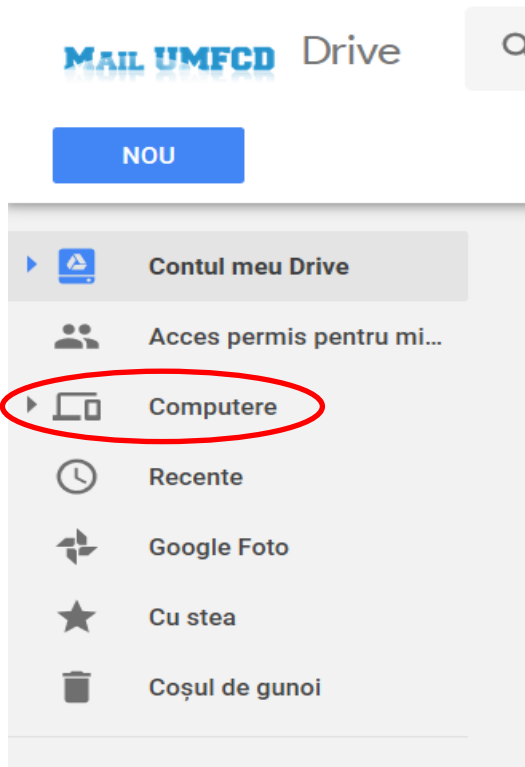 MAIL UMFCD Drive
NOU
Contul meu Drive
Acces permis pentru mi...
Computere
Recente
Google Foto
Cu stea
Coșul de gunoi